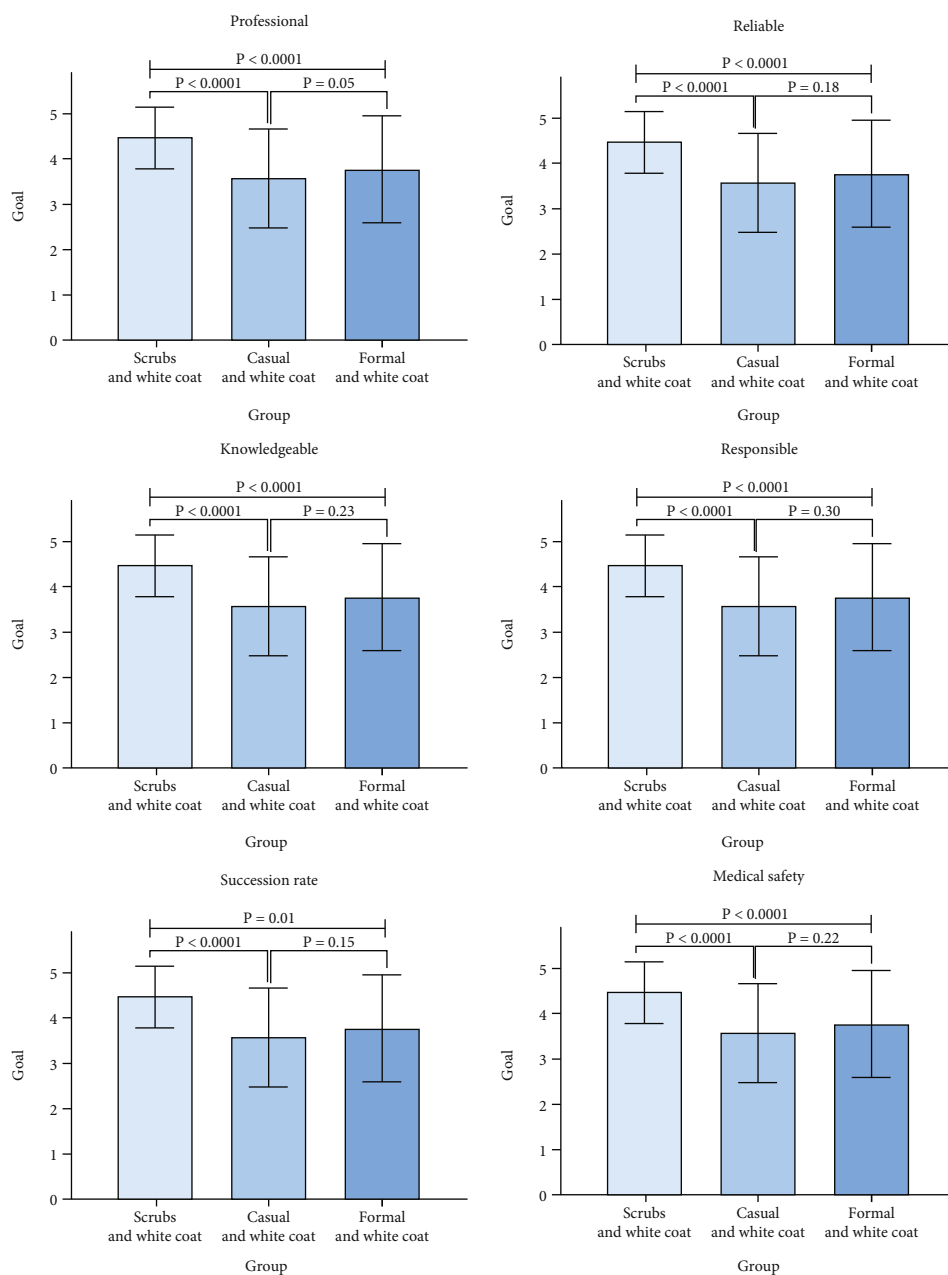 Professional
P < 0.0001
P < 0.0001
P = 0.05
Goal
5
4
3
2
1
0
Scrubs
and white coat
Casual
and white coat
Formal
and white coat
Group
Reliable
P < 0.0001
P < 0.0001
P = 0.18
Goal
5
4
3
2
1
0
Scrubs
and white coat
Casual
and white coat
Formal
and white coat
Group
Knowledgeable
P < 0.0001
P < 0.0001
P = 0.23
Goal
5
4
3
2
1
0
Scrubs
and white coat
Casual
and white coat
Formal
and white coat
Group
Responsible
P < 0.0001
P < 0.0001
P = 0.30
Goal
5
4
3
2
1
0
Scrubs
and white coat
Casual
and white coat
Formal
and white coat
Group
Succession rate
P = 0.01
P < 0.0001
P = 0.15
Goal
5
4
3
2
1
0
Scrubs
and white coat
Casual
and white coat
Formal
and white coat
Group
Medical safety
P < 0.0001
P < 0.0001
P = 0.22
Goal
5
4
3
2
1
0
Scrubs
and white coat
Casual
and white coat
Formal
and white coat
Group